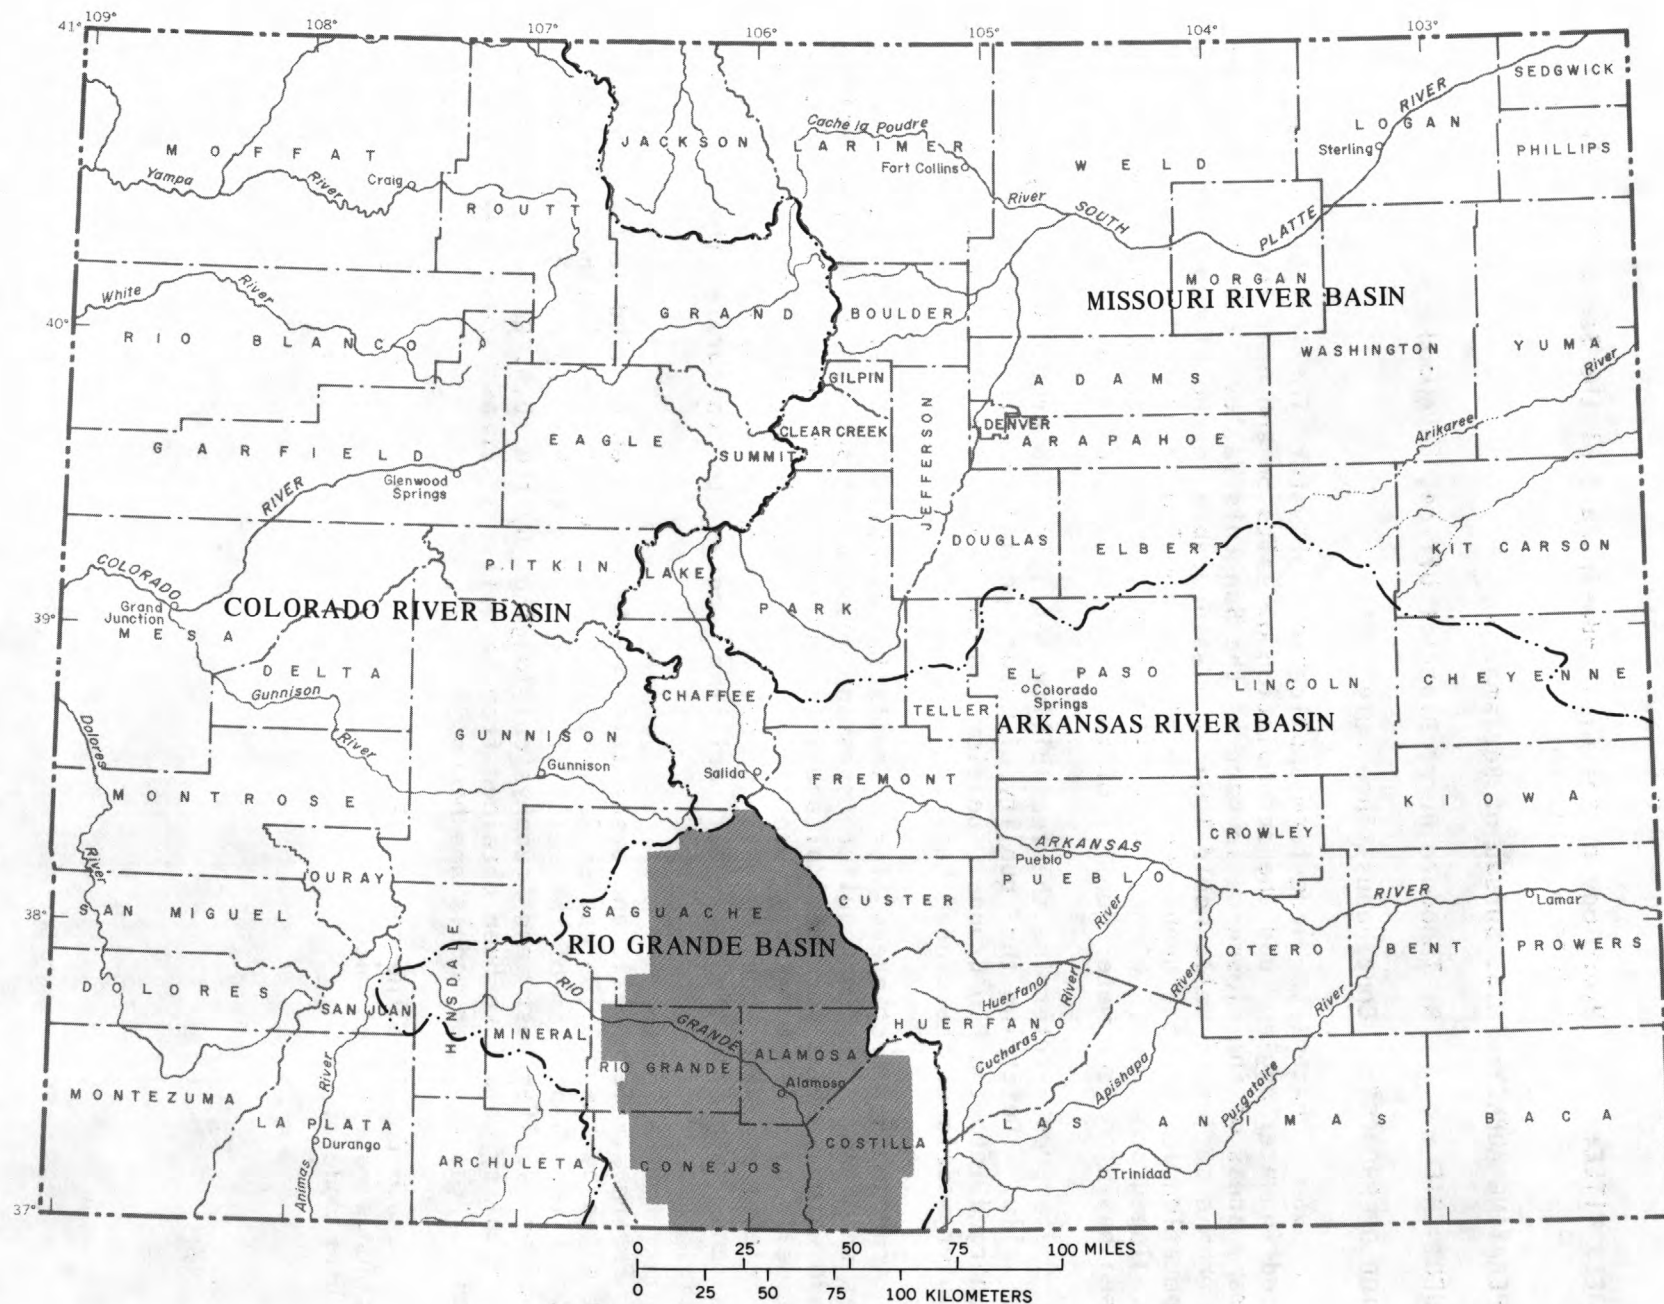 109°
108°
107°
106°
105°
104°
103°
41°
SEDGWICK
RIVER
LOGAN
Cache la Poudre
JACKSON
LARIMER
Sterling
PHILLIPS
MOFFAT
Fort Collins
WELD
Yampa
River
Craig
River
SOUTH
ROUTT
PLATTE
MORGAN
White
River
MISSOURI RIVER BASIN
40°
GRAND
BOULDER
RIO BLANCO
WASHINGTON
YUMA
River
GILPIN
ADAMS
JEFFERSON
DENVER
CLEAR CREEK
ARAPAHOE
Arikaree
GARFIELD
EAGLE
SUMMIT
Glenwood
Springs
RIVER
DOUGLAS
ELBERT
KIT CARSON
PITKIN
LAKE
COLORADO
Grand
Junction
COLORADO RIVER BASIN
PARK
39°
MESA
DELTA
EL PASO
CHEYENNE
Gunnison
CHAFFEE
Colorado
Springs
LINCOLN
TELLER
Dolores
River
GUNNISON
ARKANSAS RIVER BASIN
Gunnison
Salida
FREMONT
MONTROSE
KIOWA
CROWLEY
ARKANSAS
River
Pueblo
PUEBLO
OURAY
RIVER
Lamar
38°
SAN MIGUEL
SAGUACHE
CUSTER
River
HINSDALE
RIO GRANDE BASIN
OTERO
BENT
PROWERS
DOLORES
RIO
Huerfano
River
River
River
SAN JUAN
MINERAL
GRANDE
HUERFANO
ALAMOSA
Cucharas
RIO GRANDE
Alamosa
Apishapa
Purgatoire
MONTEZUMA
River
LA PLATA
LAS ANIMAS
BACA
Durango
COSTILLA
ARCHULETA
CONEJOS
Trinidad
Animas
37°
0 25 50 75 100 MILES
0 25 50 75 100 KILOMETERS